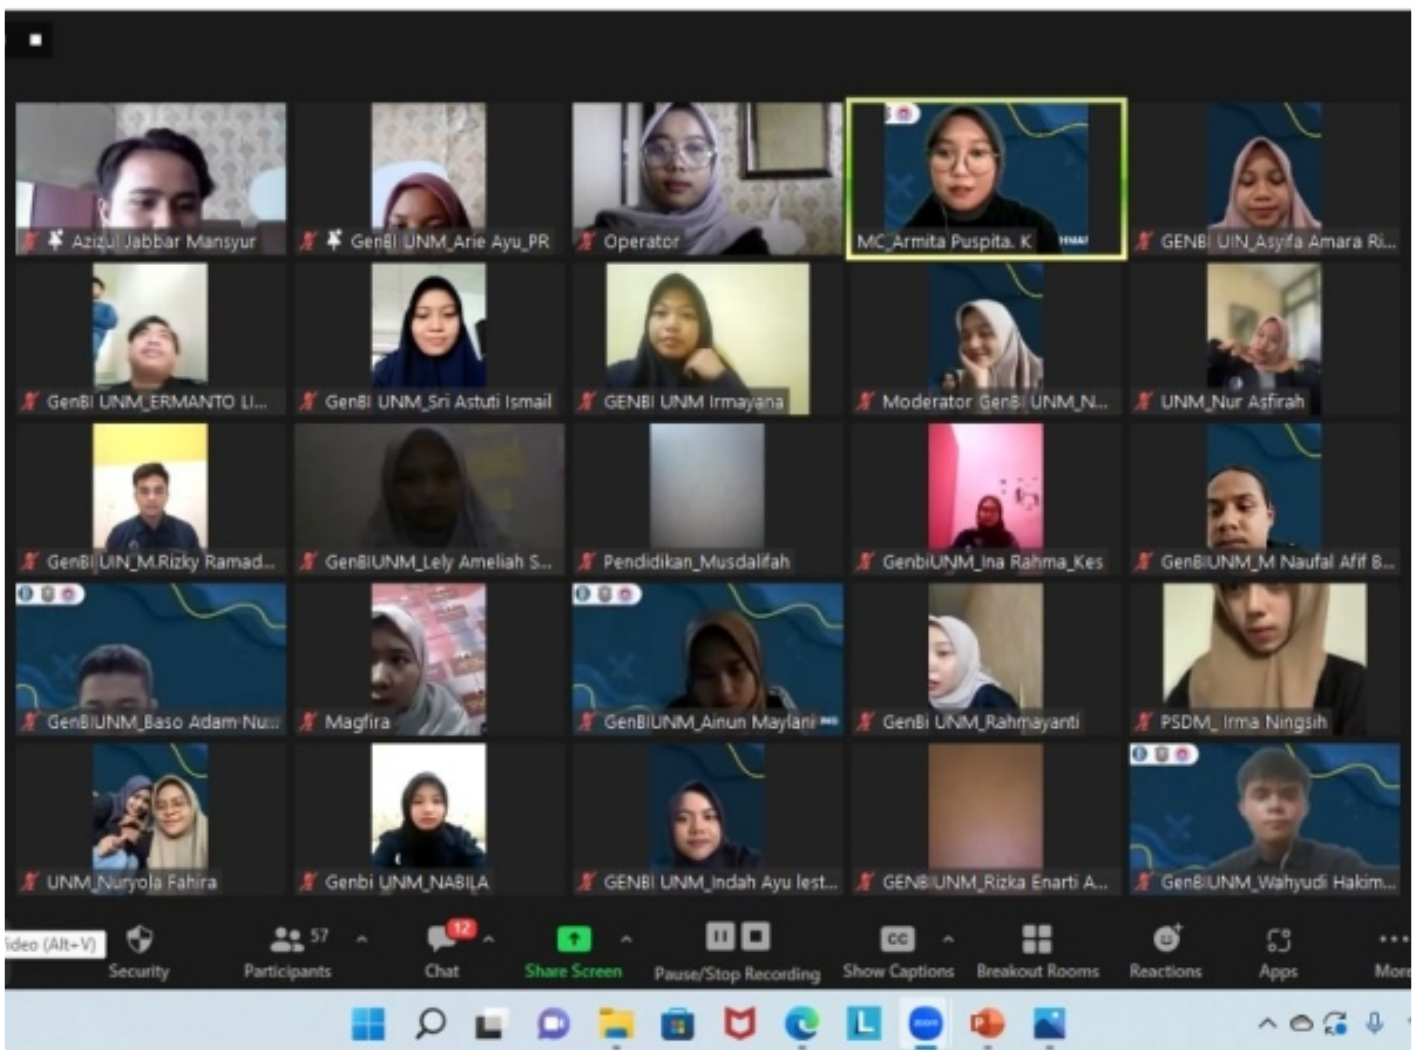 Azizul Jabbar Mansyur
GenBI UNM_Arie Ayu_PR
Operator
MC_Armita Puspita. K
GENBI UIN_Asyifa Amara Ri...
GenBI UNM_ERMANTO LI...
GenBI UNM_Sri Astuti Ismail
GENBI UNM Irmayana
Moderator GenBI UNM_N...
UNM_Nur Asfirah
GenBI UIN_M.Rizky Ramad...
GenBIUNM_Lely Ameliah S...
Pendidikan_Musdalifah
GenbiUNM_Ina Rahma_Kes
GenBIUNM_M Naufal Afif B...
GenBIUNM_Baso Adam Nu...
Magfira
GenBIUNM_Ainun Maylani
GenBi UNM_Rahmayanti
PSDM_ Irma Ningsih
UNM_Nuryola Fahira
Genbi UNM_NABILA
GENBI UNM_Indah Ayu lest...
GENBIUNM_Rizka Enarti A...
GenBIUNM_Wahyudi Hakim...
ideo (Alt+V)
57
12
CC
Security
Participants
Chat
Share Screen
Pause/Stop Recording
Show Captions
Breakout Rooms
Reactions
Apps
More
L
zoom
P